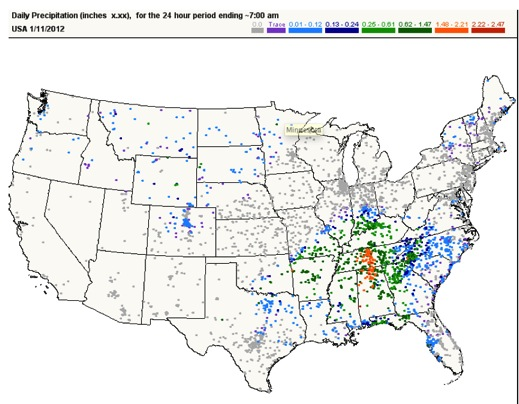 Daily Precipitation (inches x.xx), for the 24 hour period ending ~7:00 am
USA 1/11/2012
0.0 Trace 0.01 - 0.12 0.13 - 0.24 0.25 - 0.61 0.62 - 1.47 1.48 - 2.21 2.22 - 2.47
Minnesota